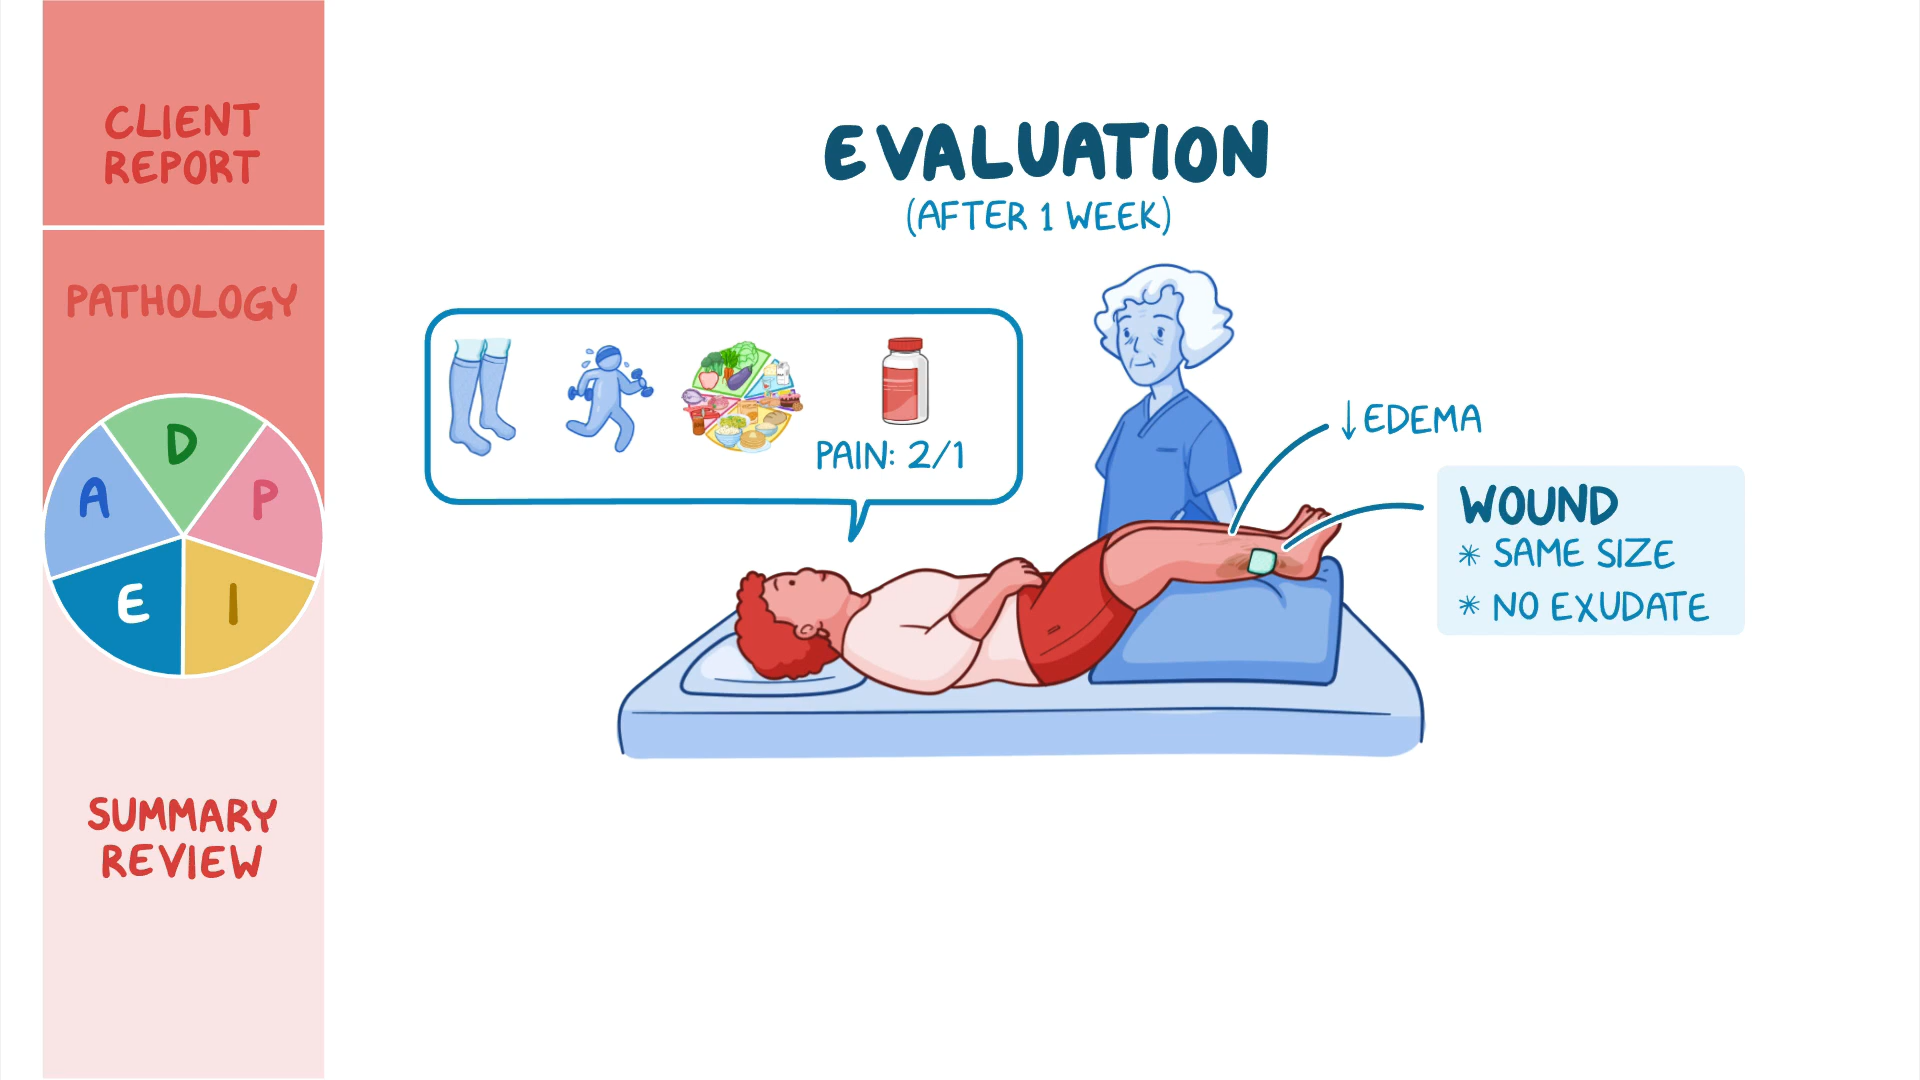 CLIENT
REPORT
PATHOLOGY
D
A
P
E
I
SUMMARY
REVIEW
EVALUATION
(AFTER 1 WEEK)
PAIN: 2/1
↓EDEMA
WOUND
* SAME SIZE
* NO EXUDATE